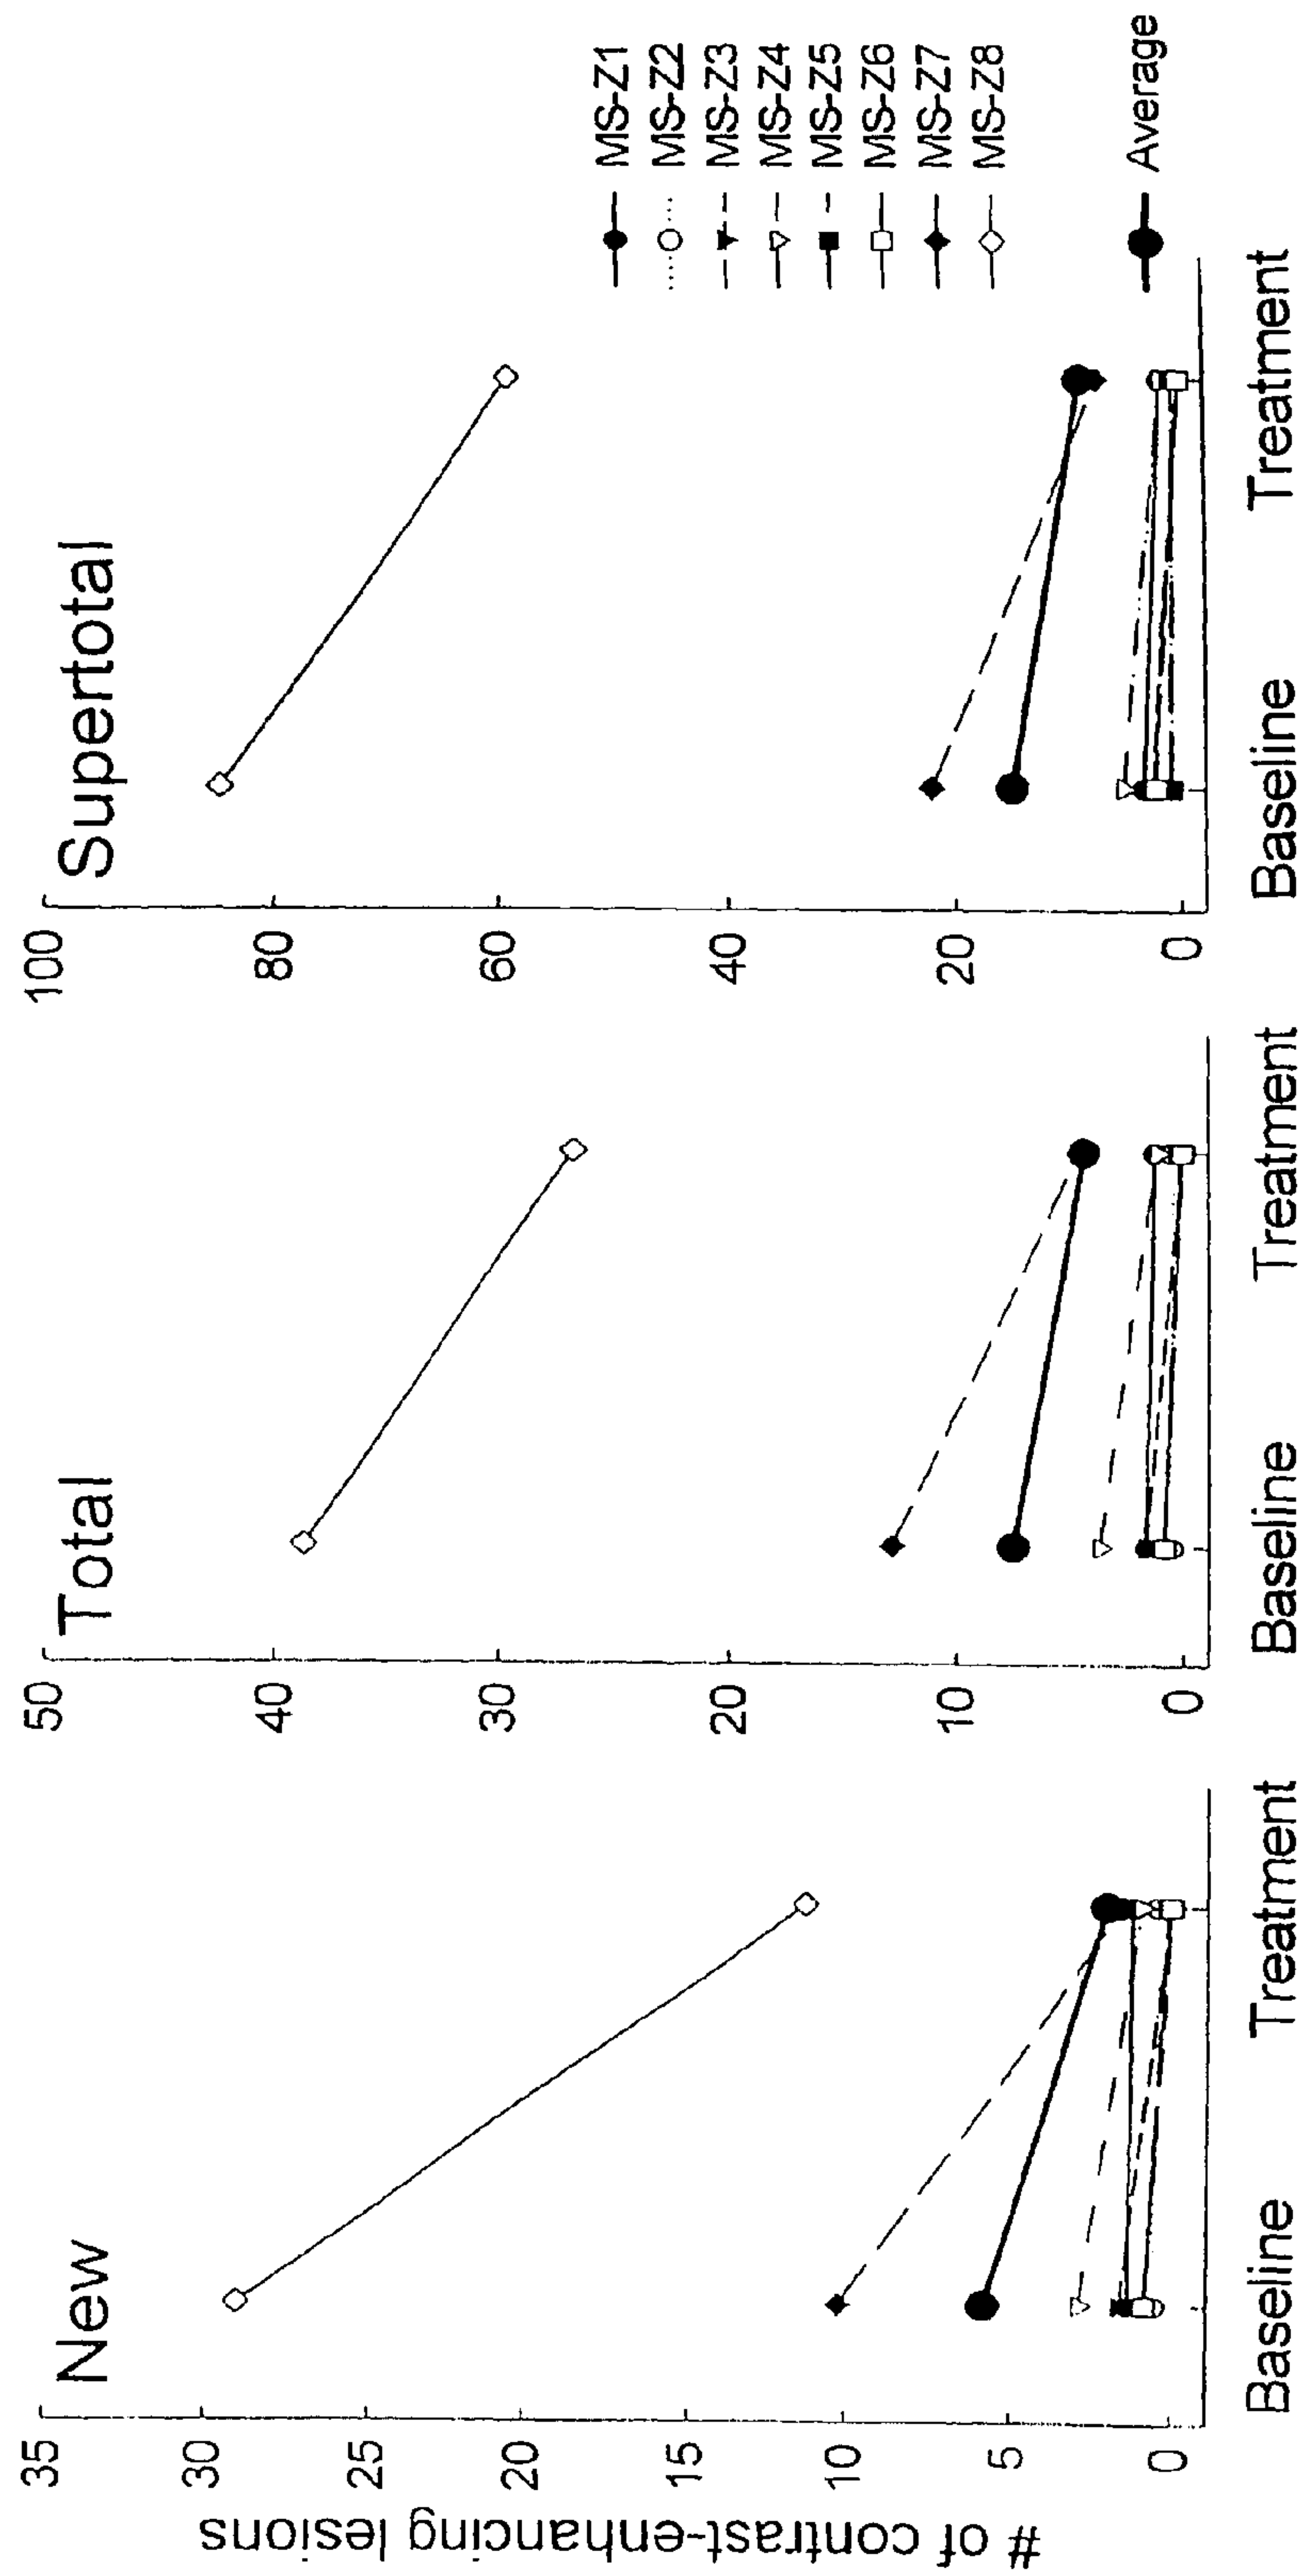 # of contrast-enhancing lesions
New
35
30
25
20
15
10
5
0
Baseline
Treatment
Total
50
40
30
20
10
0
Baseline
Treatment
Supertotal
100
80
60
40
20
0
Baseline
Treatment
MS-Z1
MS-Z2
MS-Z3
MS-Z4
MS-Z5
MS-Z6
MS-Z7
MS-Z8
Average